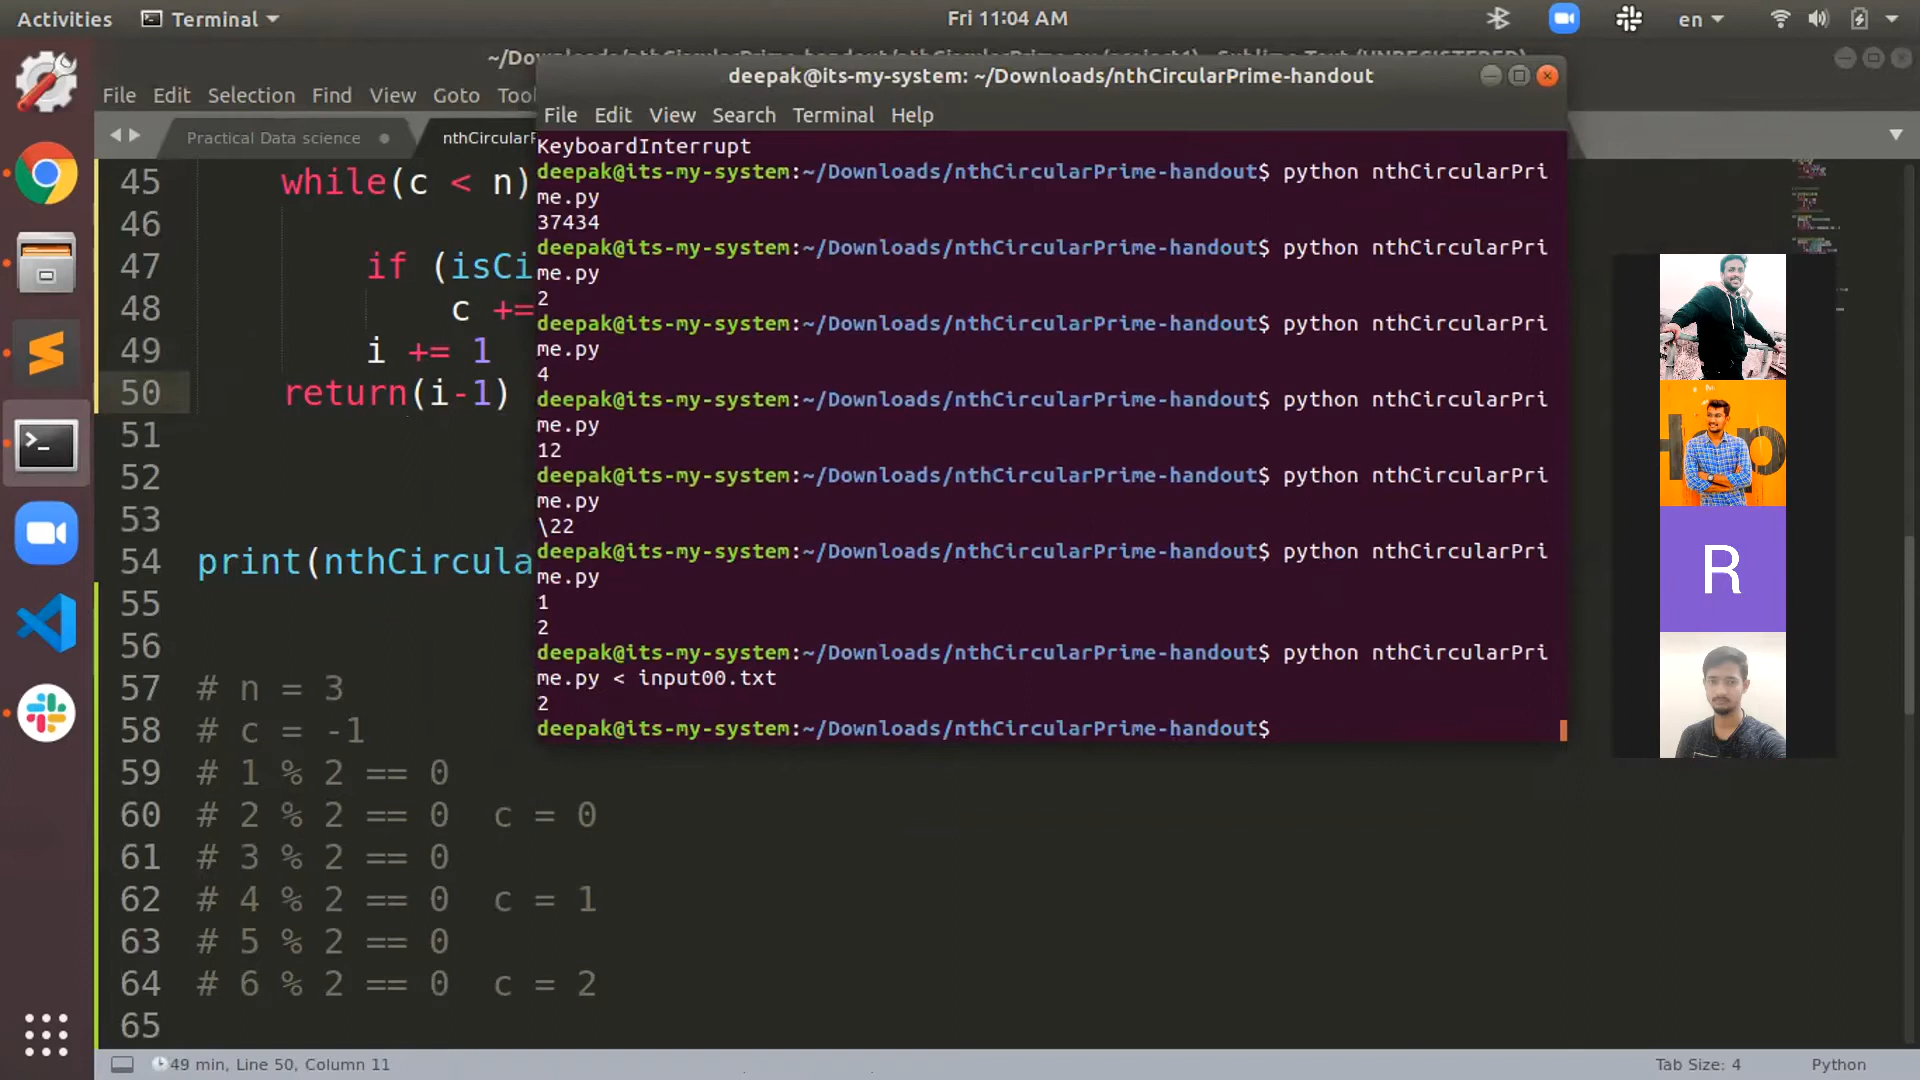 Activities Terminal Fri 11:04 AM en
deepak@its-my-system: ~/Downloads/nthCircularPrime-handout
File Edit Selection Find View Goto
Practical Data science
File Edit View Search Terminal Help
KeyboardInterrupt
deepak@its-my-system:~/Downloads/nthCircularPrime-handout$ python nthCircularPri
me.py
37434
deepak@its-my-system:~/Downloads/nthCircularPrime-handout$ python nthCircularPri
me.py
2
deepak@its-my-system:~/Downloads/nthCircularPrime-handout$ python nthCircularPri
me.py
4
deepak@its-my-system:~/Downloads/nthCircularPrime-handout$ python nthCircularPri
me.py
12
deepak@its-my-system:~/Downloads/nthCircularPrime-handout$ python nthCircularPri
me.py
\22
deepak@its-my-system:~/Downloads/nthCircularPrime-handout$ python nthCircularPri
me.py
1
2
deepak@its-my-system:~/Downloads/nthCircularPrime-handout$ python nthCircularPri
me.py < input00.txt
2
deepak@its-my-system:~/Downloads/nthCircularPrime-handout$
45 while(c < n)
46
47 if (isCi
48 c +=
49 i += 1
50 return(i-1)
51
52
53
54 print(nthCircula
55
56
57 # n = 3
58 # c = -1
59 # 1 % 2 == 0
60 # 2 % 2 == 0 c = 0
61 # 3 % 2 == 0
62 # 4 % 2 == 0 c = 1
63 # 5 % 2 == 0
64 # 6 % 2 == 0 c = 2
65
R
49 min, Line 50, Column 11 Tab Size: 4 Python